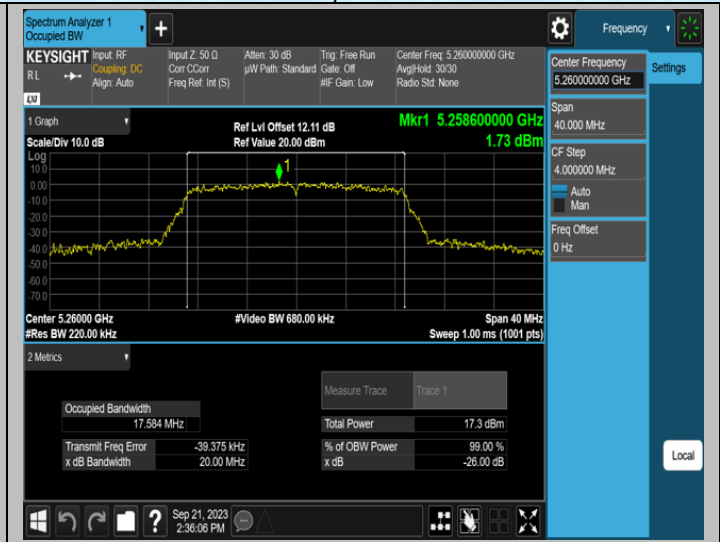 Spectrum Analyzer 1
Occupied BW
+
Frequency
KEYSIGHT
RL
LXI
Input: RF
Coupling: DC
Align: Auto
Input Z: 50 Ω
Corr CCorr
Freq Ref: Int (S)
Atten: 30 dB
µW Path: Standard
Trig: Free Run
Gate: Off
#IF Gain: Low
Center Freq: 5.260000000 GHz
Avg|Hold: 30/30
Radio Std: None
Center Frequency
5.260000000 GHz
Settings
Span
40.000 MHz
CF Step
4.000000 MHz
Auto
Man
Freq Offset
0 Hz
1 Graph
Scale/Div 10.0 dB
Ref Lvl Offset 12.11 dB
Ref Value 20.00 dBm
Mkr1 5.258600000 GHz
1.73 dBm
Log
10.0
0.00
-10.0
-20.0
-30.0
-40.0
-50.0
-60.0
-70.0
1
Center 5.26000 GHz
#Res BW 220.00 kHz
#Video BW 680.00 kHz
Span 40 MHz
Sweep 1.00 ms (1001 pts)
2 Metrics
Measure Trace Trace 1
Occupied Bandwidth
17.584 MHz
Total Power 17.3 dBm
Transmit Freq Error -39.375 kHz
% of OBW Power 99.00 %
x dB Bandwidth 20.00 MHz
x dB -26.00 dB
Local
?
Sep 21, 2023
2:36:06 PM